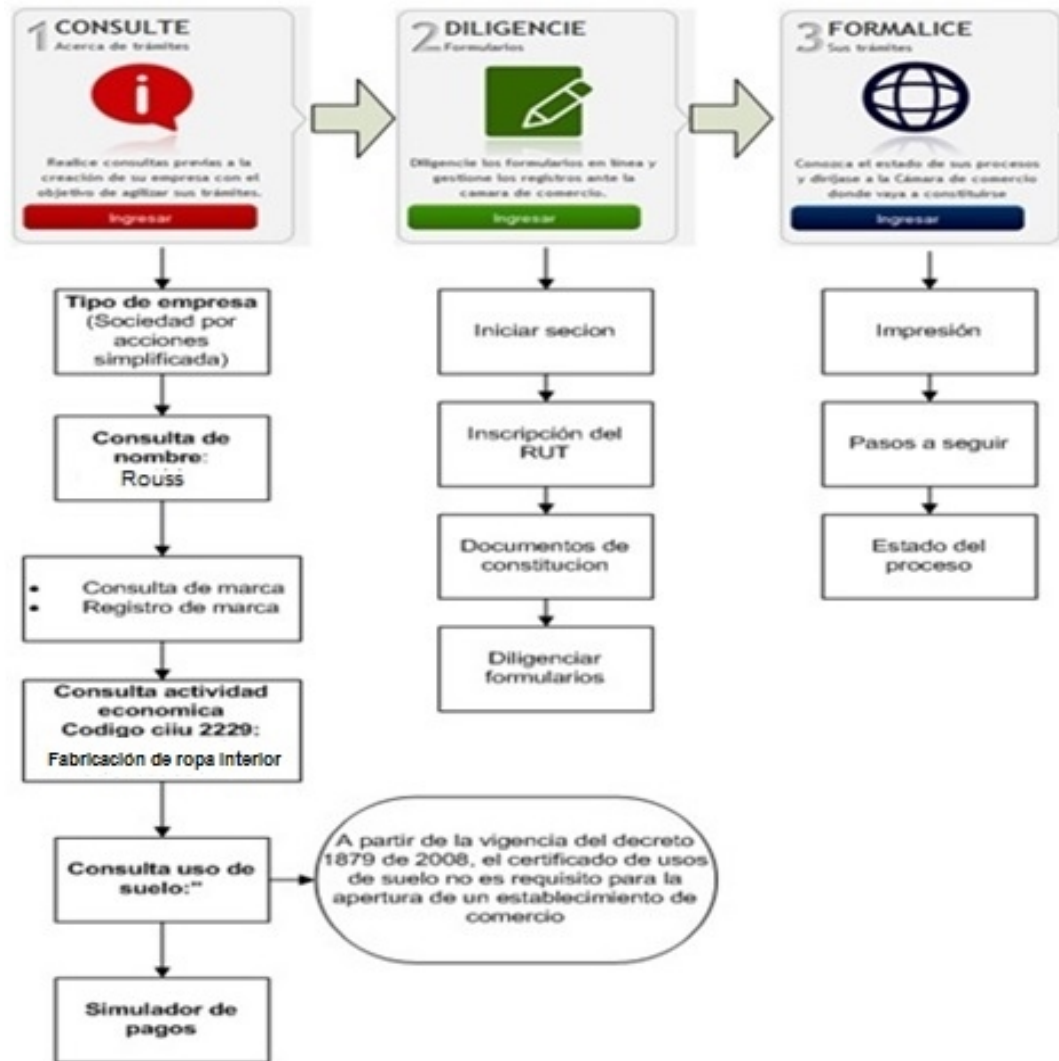 1 CONSULTE
Acerca de trámites
i
Realice consultas previas a la
creación de su empresa con el
objetivo de agilizar sus trámites.
Ingresar
2 DILIGENCIE
Formularios
Diligencie los formularios en línea y
gestione los registros ante la
camara de comercio.
Ingresar
3 FORMALICE
Sus trámites
Conozca el estado de sus procesos
y diríjase a la Cámara de comercio
donde vaya a constituirse
Ingresar
Tipo de empresa
(Sociedad por
acciones
simplificada)
Consulta de
nombre:
Rouss
• Consulta de marca
• Registro de marca
Consulta actividad
economica
Codigo ciiu 2229:
Fabricación de ropa interior
Consulta uso de
suelo:"
A partir de la vigencia del decreto
1879 de 2008, el certificado de usos
de suelo no es requisito para la
apertura de un establecimiento de
comercio
Simulador de
pagos
Iniciar secion
Inscripción del
RUT
Documentos de
constitucion
Diligenciar
formularios
Impresión
Pasos a seguir
Estado del
proceso